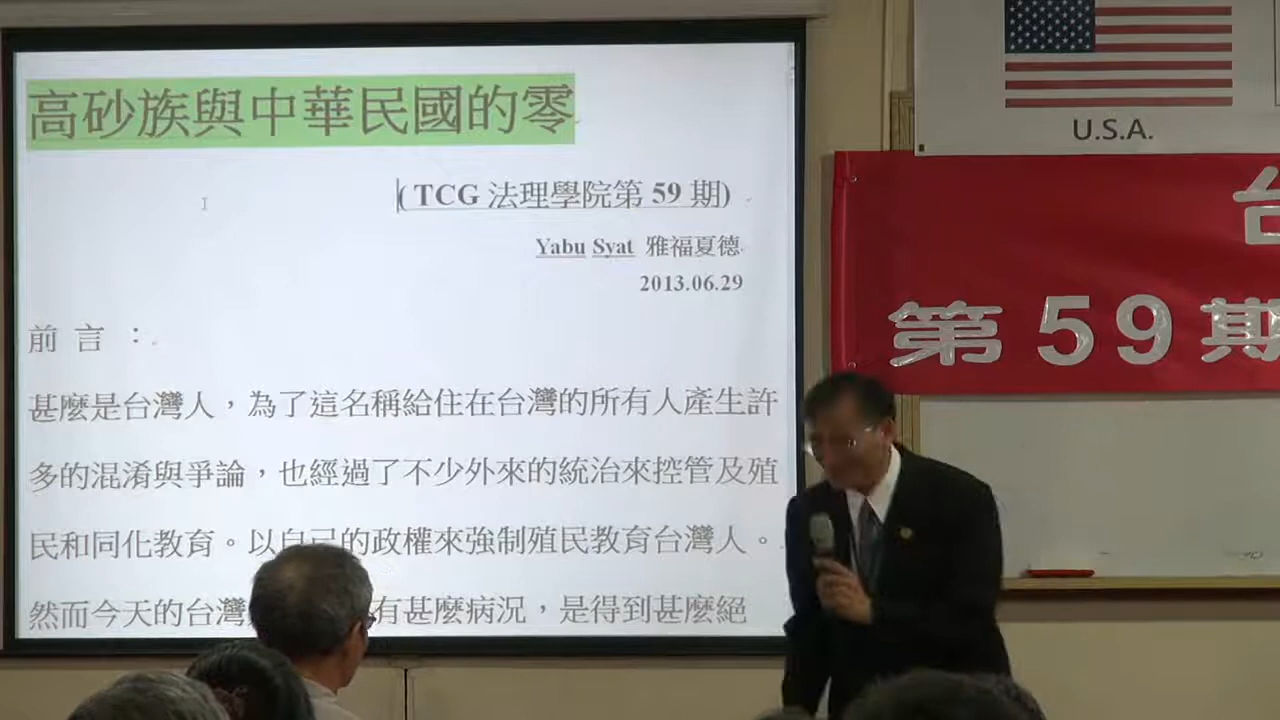 高砂族與中華民國的零
( TCG 法理學院第 59 期)
Yabu Syat 雅福夏德
2013.06.29
前 言 ：
甚麼是台灣人，為了這名稱給住在台灣的所有人產生許
多的混淆與爭論，也經過了不少外來的統治來控管及殖
民和同化教育。以自己的政權來強制殖民教育台灣人。
然而今天的台灣 有甚麼病況，是得到甚麼絕
U.S.A.
台
第 59 期